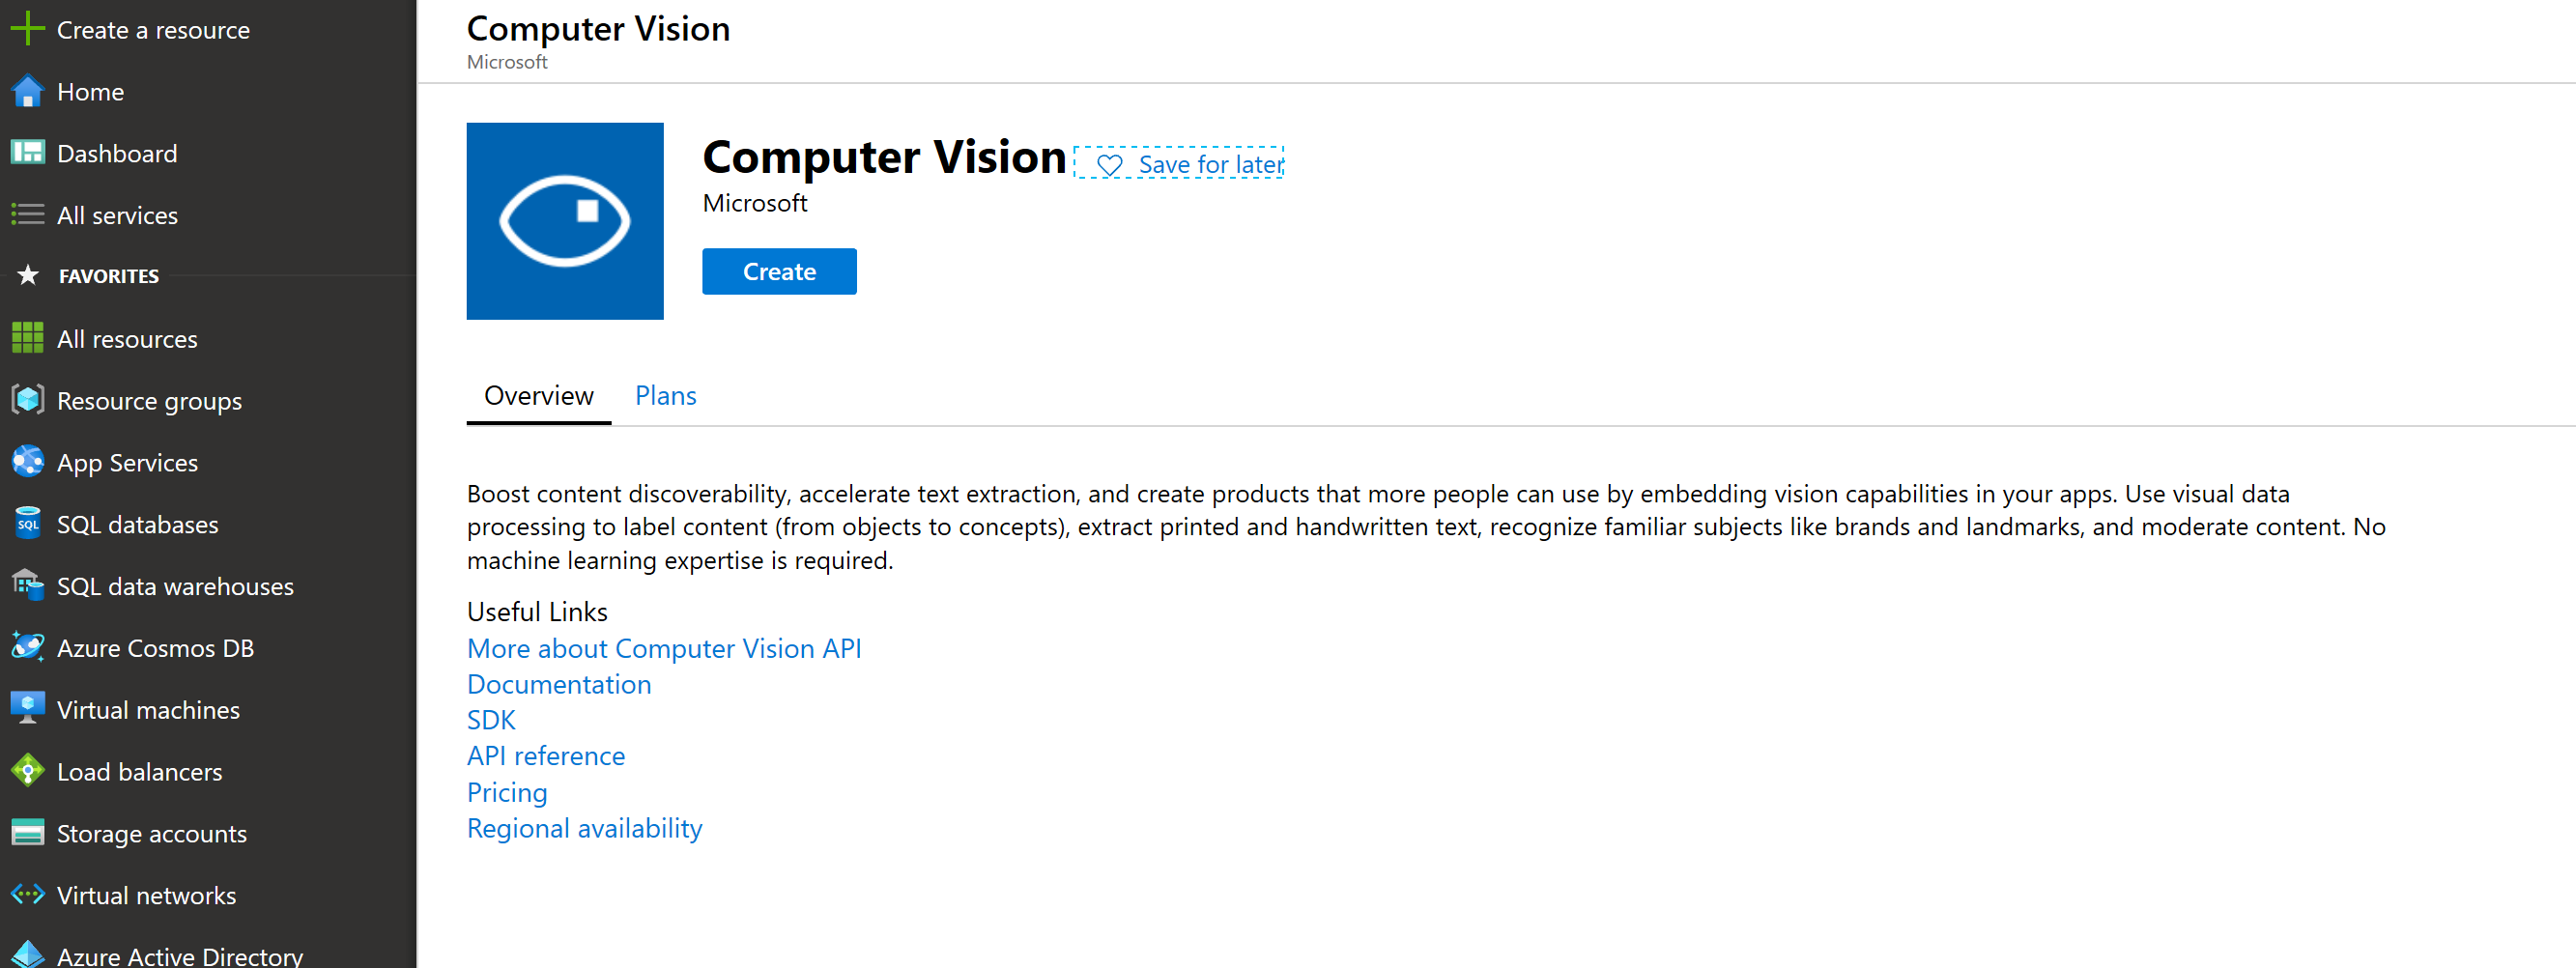 Create a resource
Home
Dashboard
All services
FAVORITES
All resources
Resource groups
App Services
SQL
SQL databases
SQL data warehouses
Azure Cosmos DB
Virtual machines
Load balancers
Storage accounts
Virtual networks
Azure Active Directory
Computer Vision
Microsoft
Computer Vision Save for later
Microsoft
Create
Overview Plans
Boost content discoverability, accelerate text extraction, and create products that more people can use by embedding vision capabilities in your apps. Use visual data
processing to label content (from objects to concepts), extract printed and handwritten text, recognize familiar subjects like brands and landmarks, and moderate content. No
machine learning expertise is required.
Useful Links
More about Computer Vision API
Documentation
SDK
API reference
Pricing
Regional availability